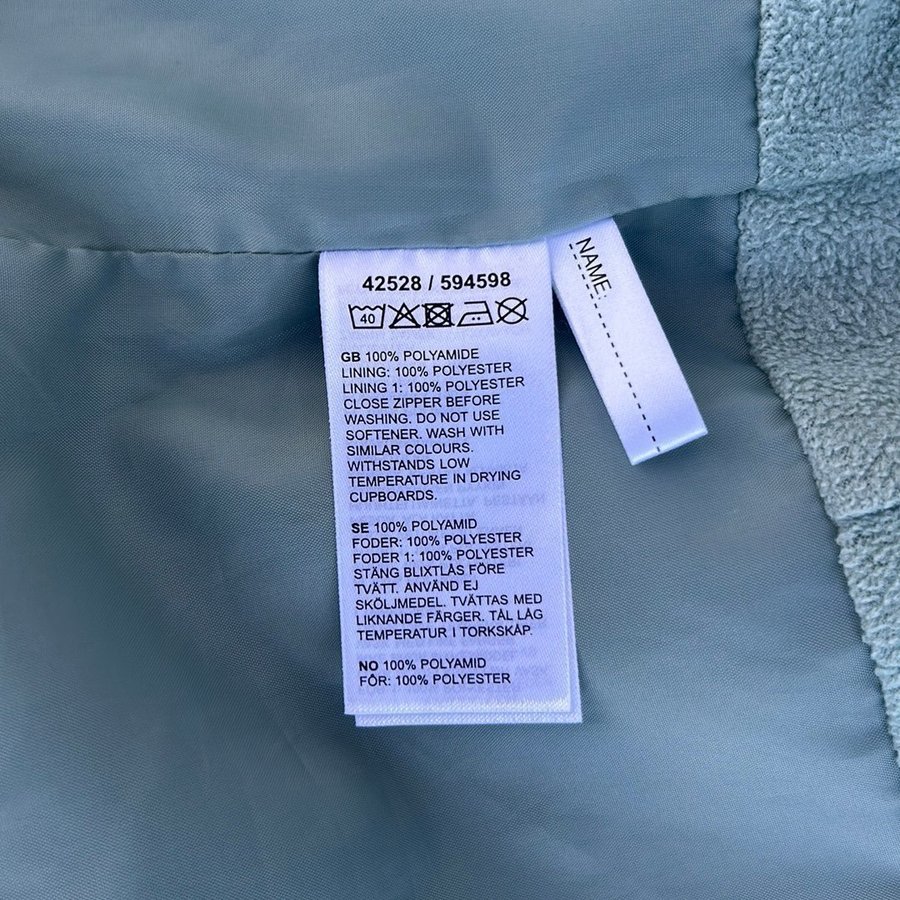 42528 / 594598
40
GB 100% POLYAMIDE
LINING: 100% POLYESTER
LINING 1: 100% POLYESTER
CLOSE ZIPPER BEFORE
WASHING. DO NOT USE
SOFTENER. WASH WITH
SIMILAR COLOURS.
WITHSTANDS LOW
TEMPERATURE IN DRYING
CUPBOARDS.
SE 100% POLYAMID
FODER: 100% POLYESTER
FODER 1: 100% POLYESTER
STÄNG BLIXTLÅS FÖRE
TVÄTT. ANVÄND EJ
SKÖLJMEDEL. TVÄTTAS MED
LIKNANDE FÄRGER. TÅL LÅG
TEMPERATUR I TORKSKÅP.
NO 100% POLYAMID
FÔR: 100% POLYESTER
NAME: